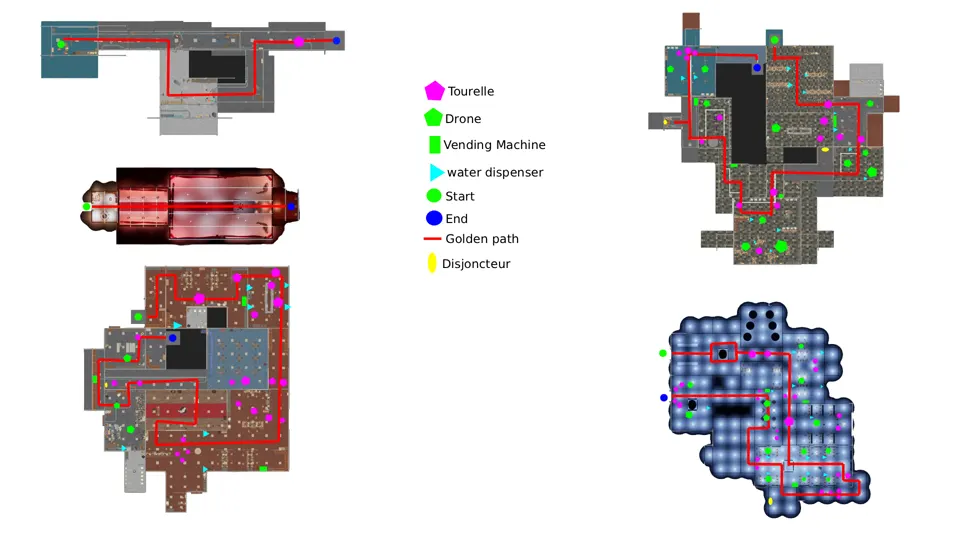 Tourelle
Drone
Vending Machine
water dispenser
Start
End
Golden path
Disjoncteur